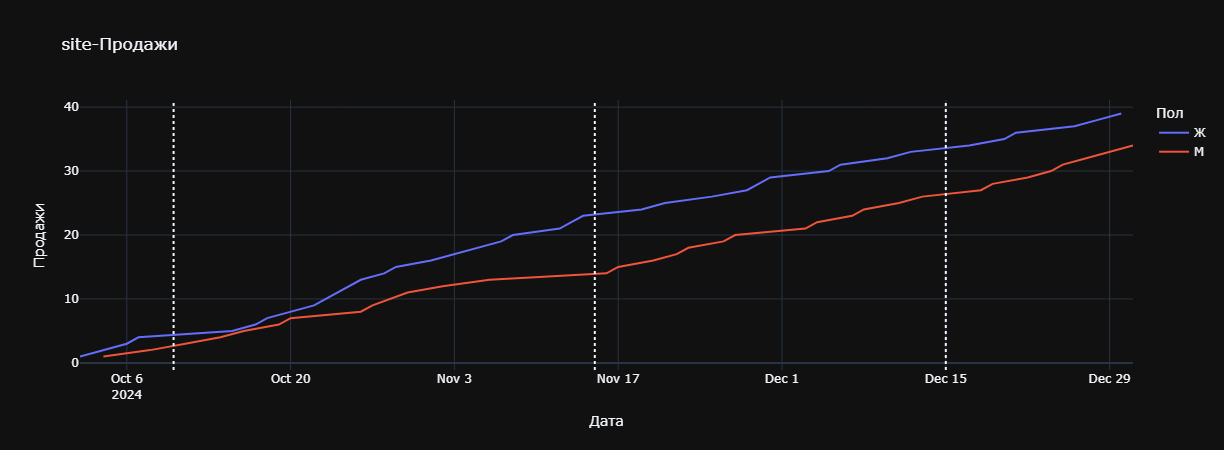 site-Продажи
Пол
Ж
М
40
30
20
10
0
Продажи
Oct 6
2024
Oct 20
Nov 3
Nov 17
Dec 1
Dec 15
Dec 29
Дата